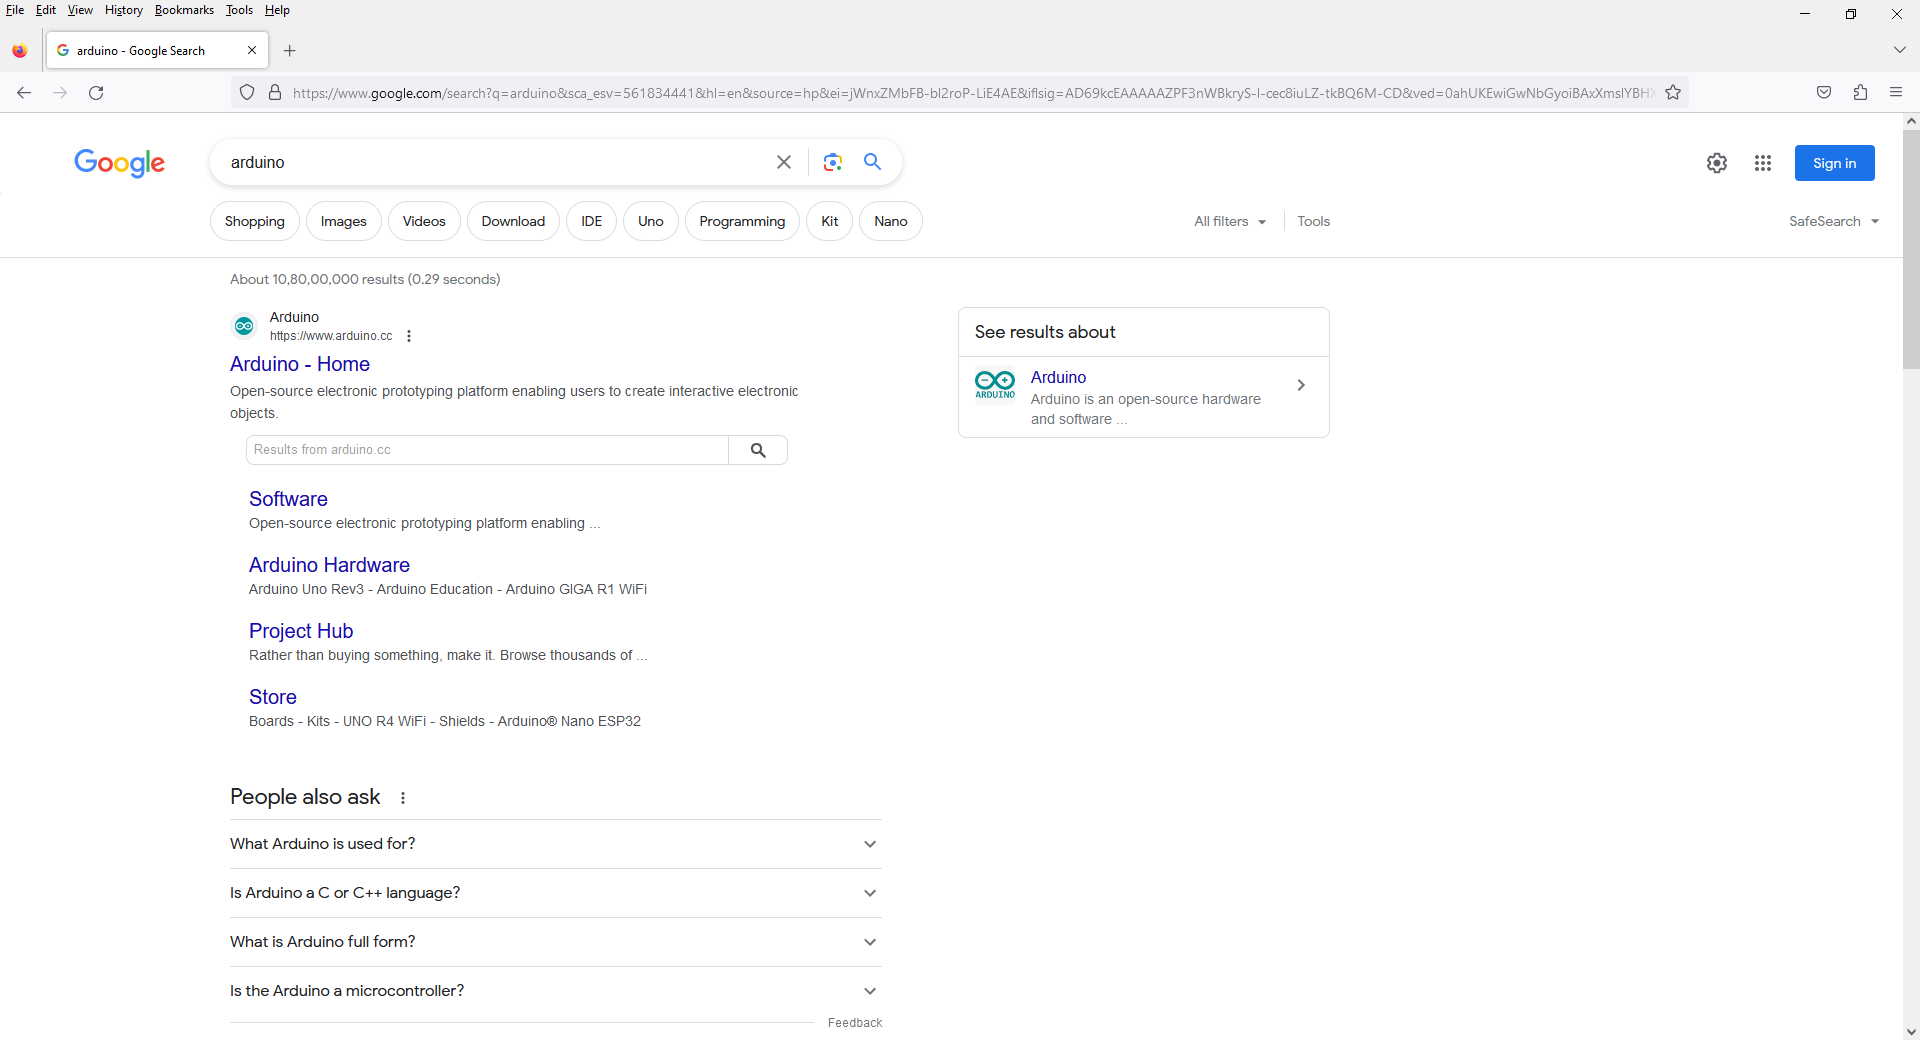 File Edit View History Bookmarks Tools Help
arduino - Google Search
https://www.google.com/search?q=arduino&sca_esv=561834441&hl=en&source=hp&ei=jWnxZMbFB-bl2roP-LiE4AE&iflsig=AD69kcEAAAAAZPF3nWBkryS-l-cec8iuLZ-tkBQ6M-CD&ved=0ahUKEwiGwNbGyoiBAxXmslYBHX
Google arduino Sign in
Shopping Images Videos Download IDE Uno Programming Kit Nano All filters Tools SafeSearch
About 10,80,00,000 results (0.29 seconds)
Arduino
https://www.arduino.cc
Arduino - Home
Open-source electronic prototyping platform enabling users to create interactive electronic
objects.
Results from arduino.cc
Software
Open-source electronic prototyping platform enabling ...
Arduino Hardware
Arduino Uno Rev3 - Arduino Education - Arduino GIGA R1 WiFi
Project Hub
Rather than buying something, make it. Browse thousands of ...
Store
Boards - Kits - UNO R4 WiFi - Shields - Arduino® Nano ESP32
People also ask
What Arduino is used for?
Is Arduino a C or C++ language?
What is Arduino full form?
Is the Arduino a microcontroller?
Feedback
See results about
ARDUINO
Arduino
Arduino is an open-source hardware
and software ...